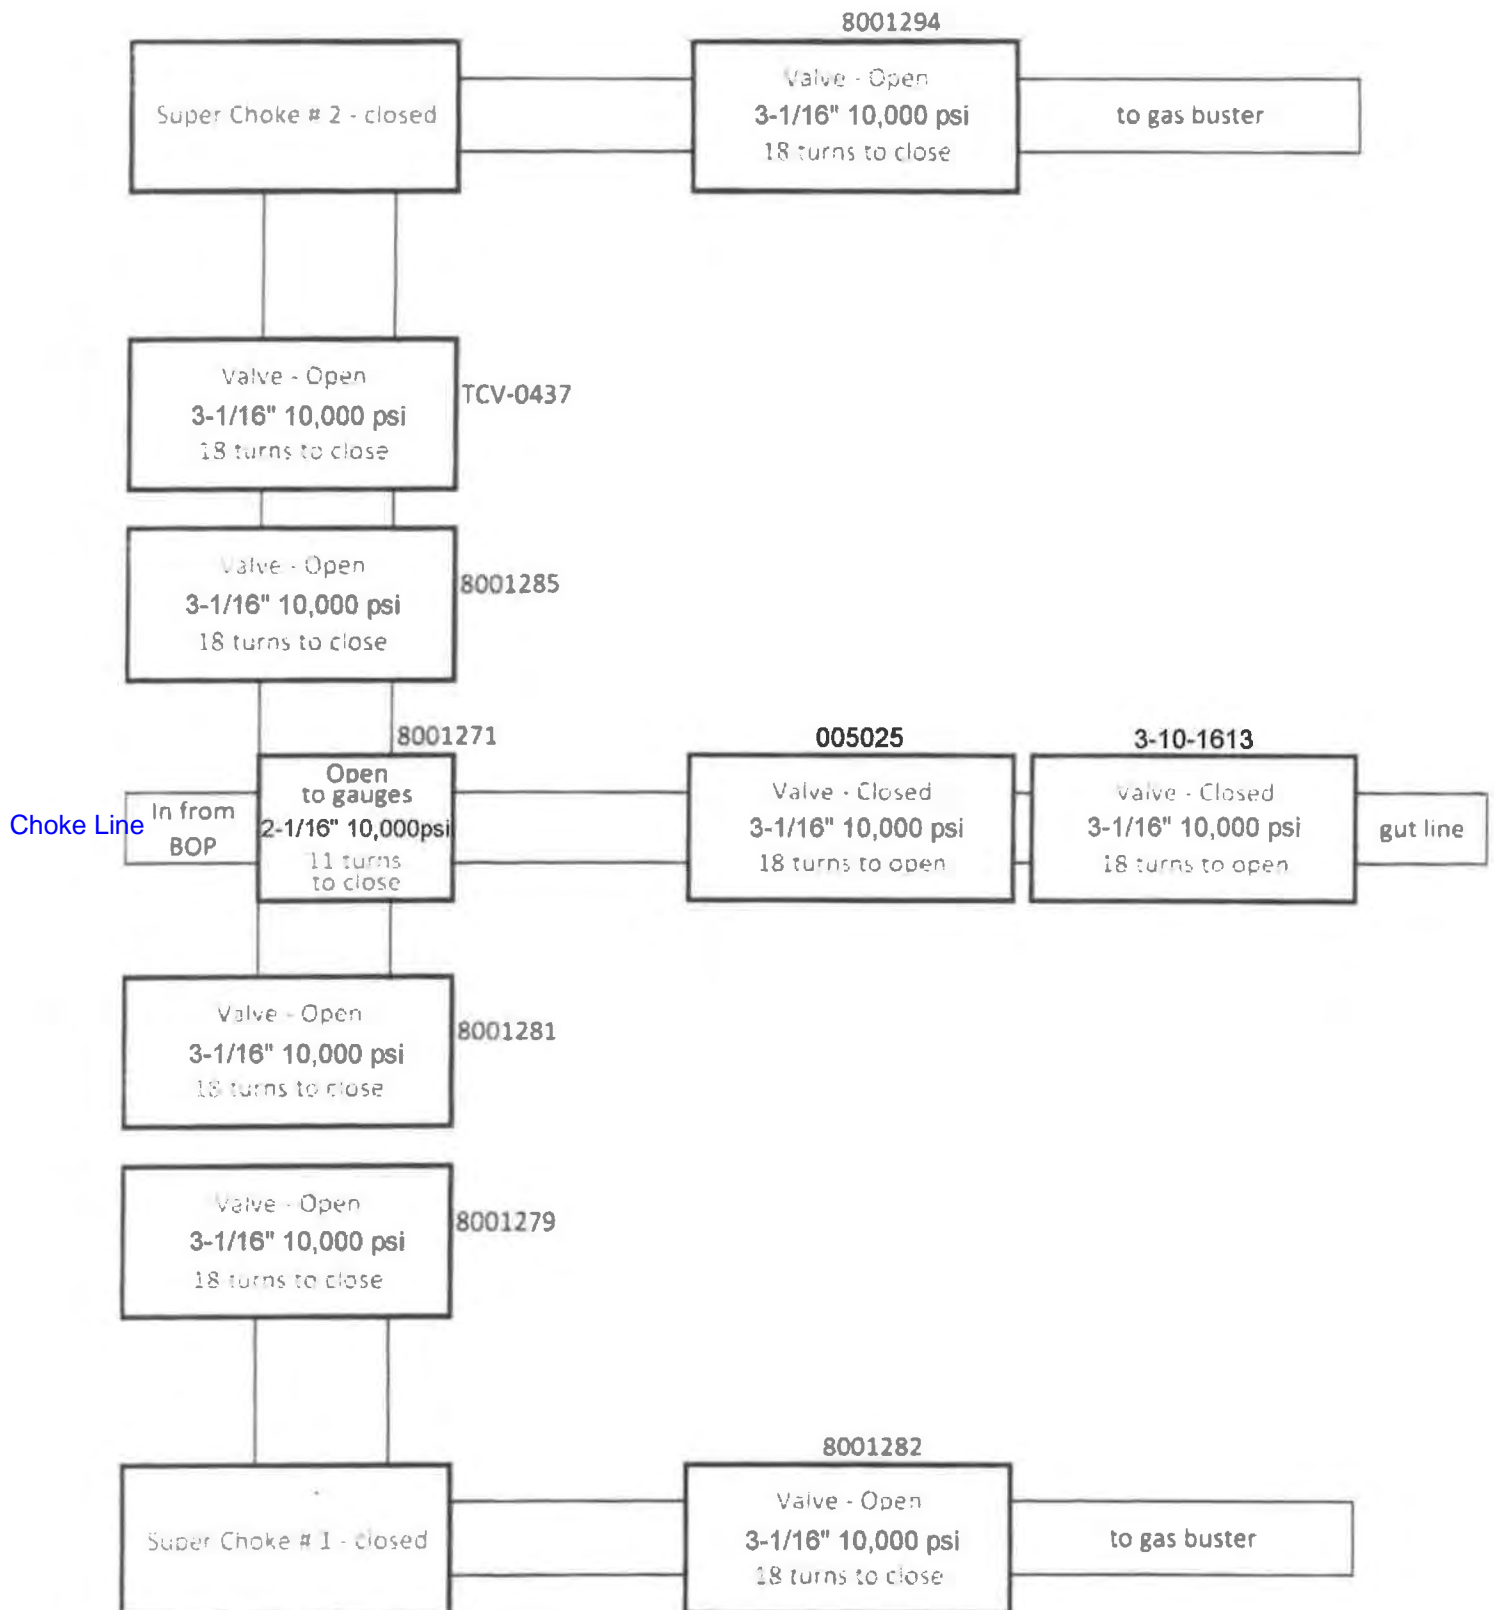 8001294
Super Choke # 2 - closed
Valve - Open
3-1/16" 10,000 psi
18 turns to close
to gas buster
Valve - Open
3-1/16" 10,000 psi
18 turns to close
TCV-0437
Valve - Open
3-1/16" 10,000 psi
18 turns to close
8001285
8001271
005025
3-10-1613
Choke Line
In from
BOP
Open
to gauges
2-1/16" 10,000psi
11 turns
to close
Valve - Closed
3-1/16" 10,000 psi
18 turns to open
Valve - Closed
3-1/16" 10,000 psi
18 turns to open
gut line
Valve - Open
3-1/16" 10,000 psi
18 turns to close
8001281
Valve - Open
3-1/16" 10,000 psi
18 turns to close
8001279
8001282
Super Choke # 1 - closed
Valve - Open
3-1/16" 10,000 psi
18 turns to close
to gas buster